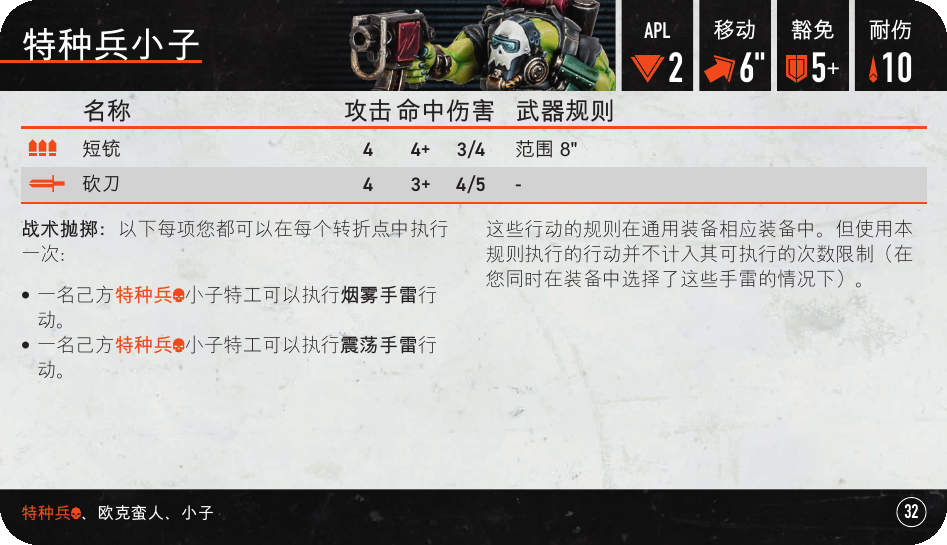 特种兵小子
APL 移动 豁免 耐伤
2 6" 5+ 10
名称 攻击 命中 伤害 武器规则
短铳 4 4+ 3/4 范围 8"
砍刀 4 3+ 4/5 -
战术抛掷：以下每项您都可以在每个转折点中执行
一次:
• 一名己方特种兵小子特工可以执行烟雾手雷行
动。
• 一名己方特种兵小子特工可以执行震荡手雷行
动。
这些行动的规则在通用装备相应装备中。但使用本
规则执行的行动并不计入其可执行的次数限制（在
您同时在装备中选择了这些手雷的情况下）。
特种兵、欧克蛮人、小子
32